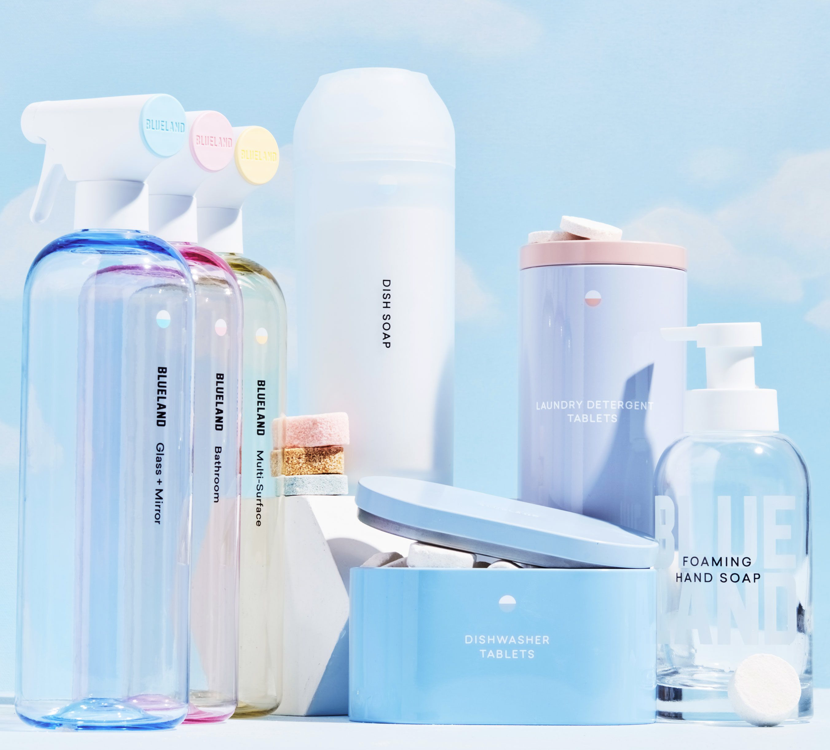 BLUELAND
BLUELAND
BLUELAND
BLUELAND Glass + Mirror
BLUELAND Bathroom
BLUELAND Multi-Surface
DISH SOAP
LAUNDRY DETERGENT
TABLETS
DISHWASHER
TABLETS
BLUE
LAND
FOAMING
HAND SOAP